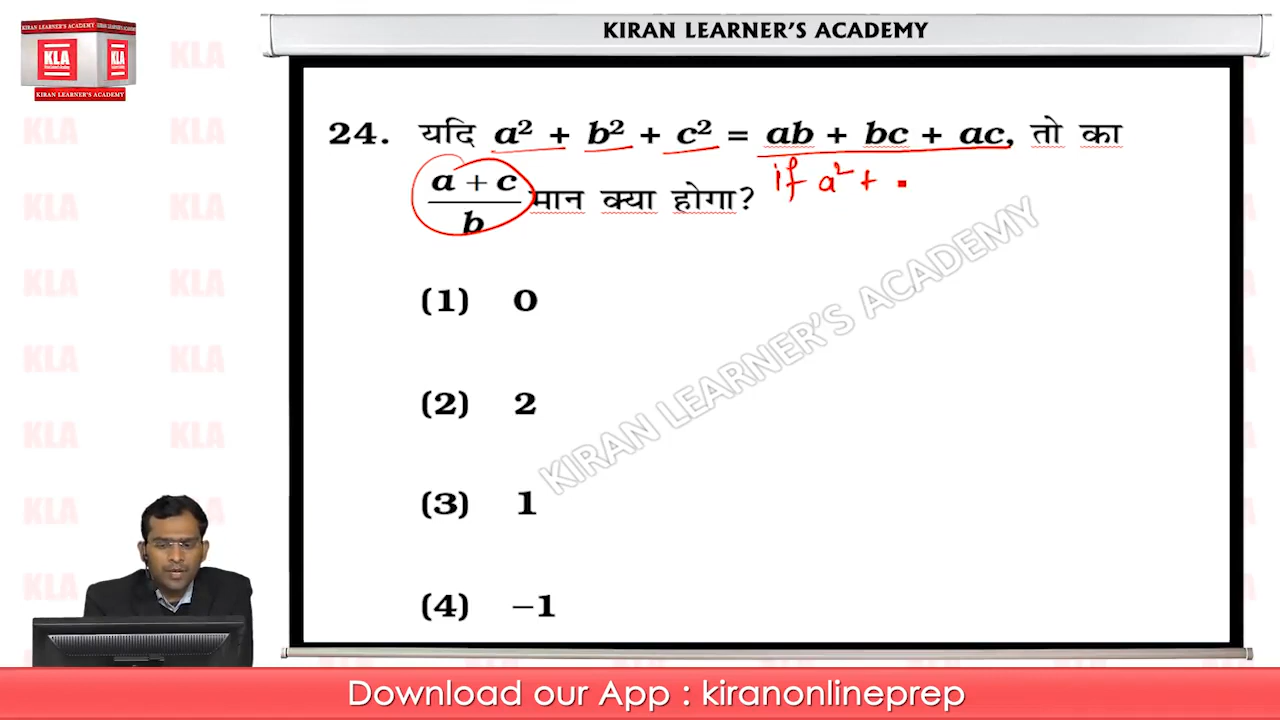 KIRAN LEARNER'S ACADEMY
KLA
KIRAN LEARNER'S ACADEMY
KIRAN LEARNER'S ACADEMY
24. यदि a² + b² + c² = ab + bc + ac, तो का
a + c
b
मान क्या होगा?
if a² + .
(1) 0
(2) 2
(3) 1
(4) –1
KIRAN LEARNER'S ACADEMY
Download our App : kiranonlineprep